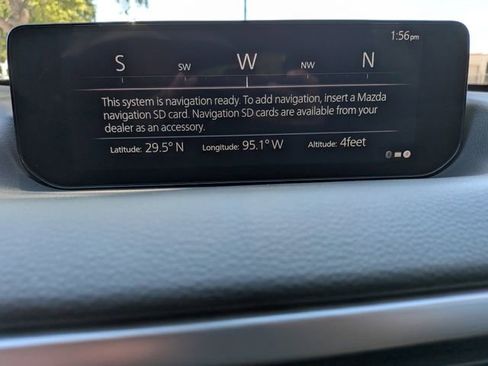 1:56pm
S SW W NW N
This system is navigation ready. To add navigation, insert a Mazda
navigation SD card. Navigation SD cards are available from your
dealer as an accessory.
Latitude: 29.5° N Longitude: 95.1° W Altitude: 4feet